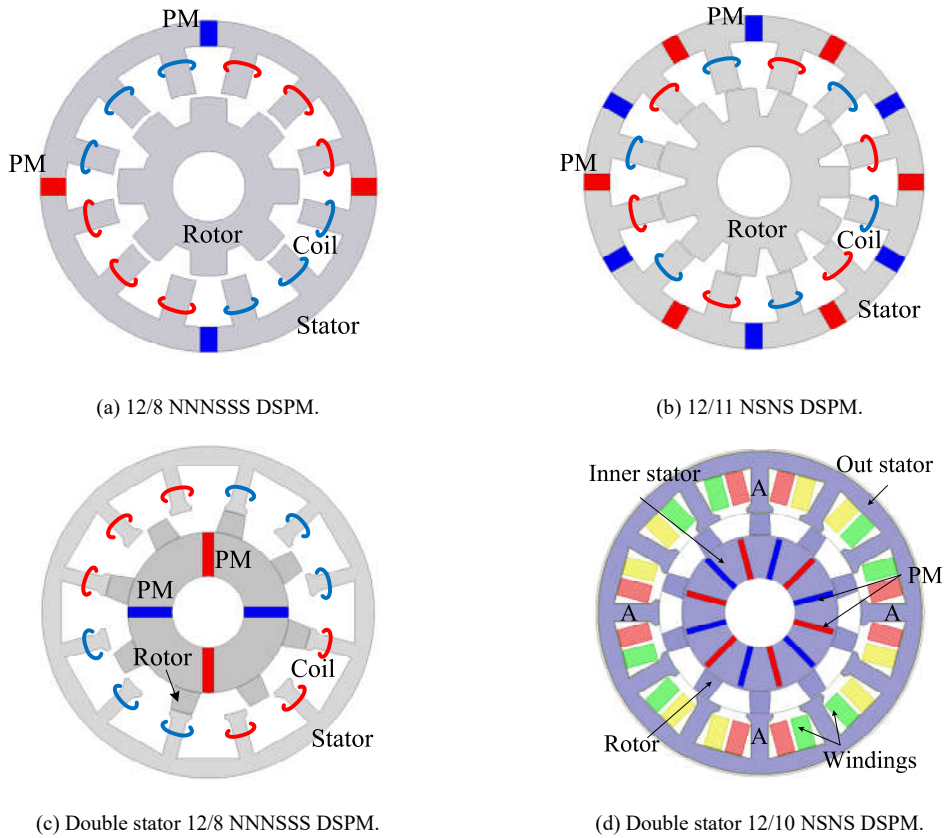 PM
PM
Rotor
Coil
Stator
(a) 12/8 NNNSSS DSPM.
PM
PM
Rotor
Coil
Stator
(b) 12/11 NSNS DSPM.
PM
PM
Rotor
Coil
Stator
(c) Double stator 12/8 NNNSSS DSPM.
Inner stator
Out stator
A
PM
A
A
Rotor
A
Windings
(d) Double stator 12/10 NSNS DSPM.